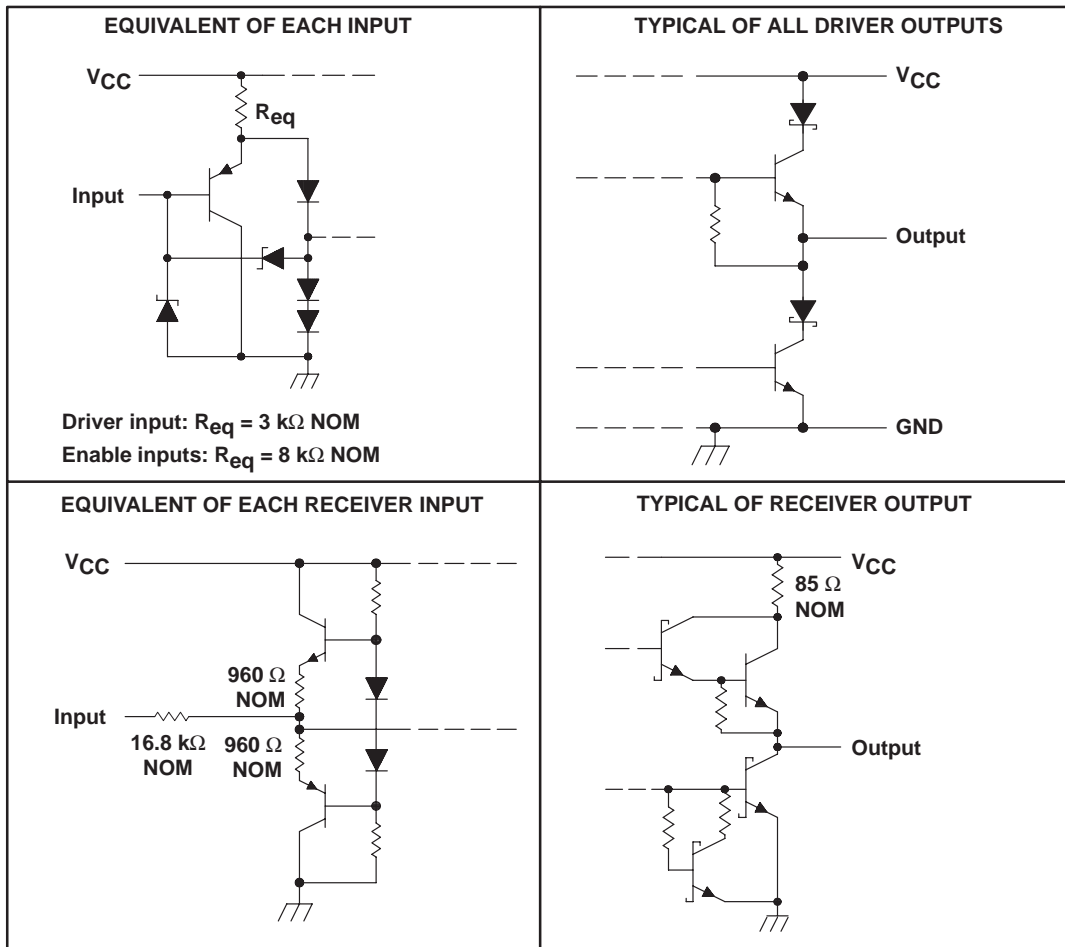 EQUIVALENT OF EACH INPUT
VCC
Req
Input
Driver input: Req = 3 kΩ NOM
Enable inputs: Req = 8 kΩ NOM
TYPICAL OF ALL DRIVER OUTPUTS
VCC
Output
GND
EQUIVALENT OF EACH RECEIVER INPUT
VCC
960 Ω
NOM
Input
16.8 kΩ
NOM
960 Ω
NOM
TYPICAL OF RECEIVER OUTPUT
VCC
85 Ω
NOM
Output